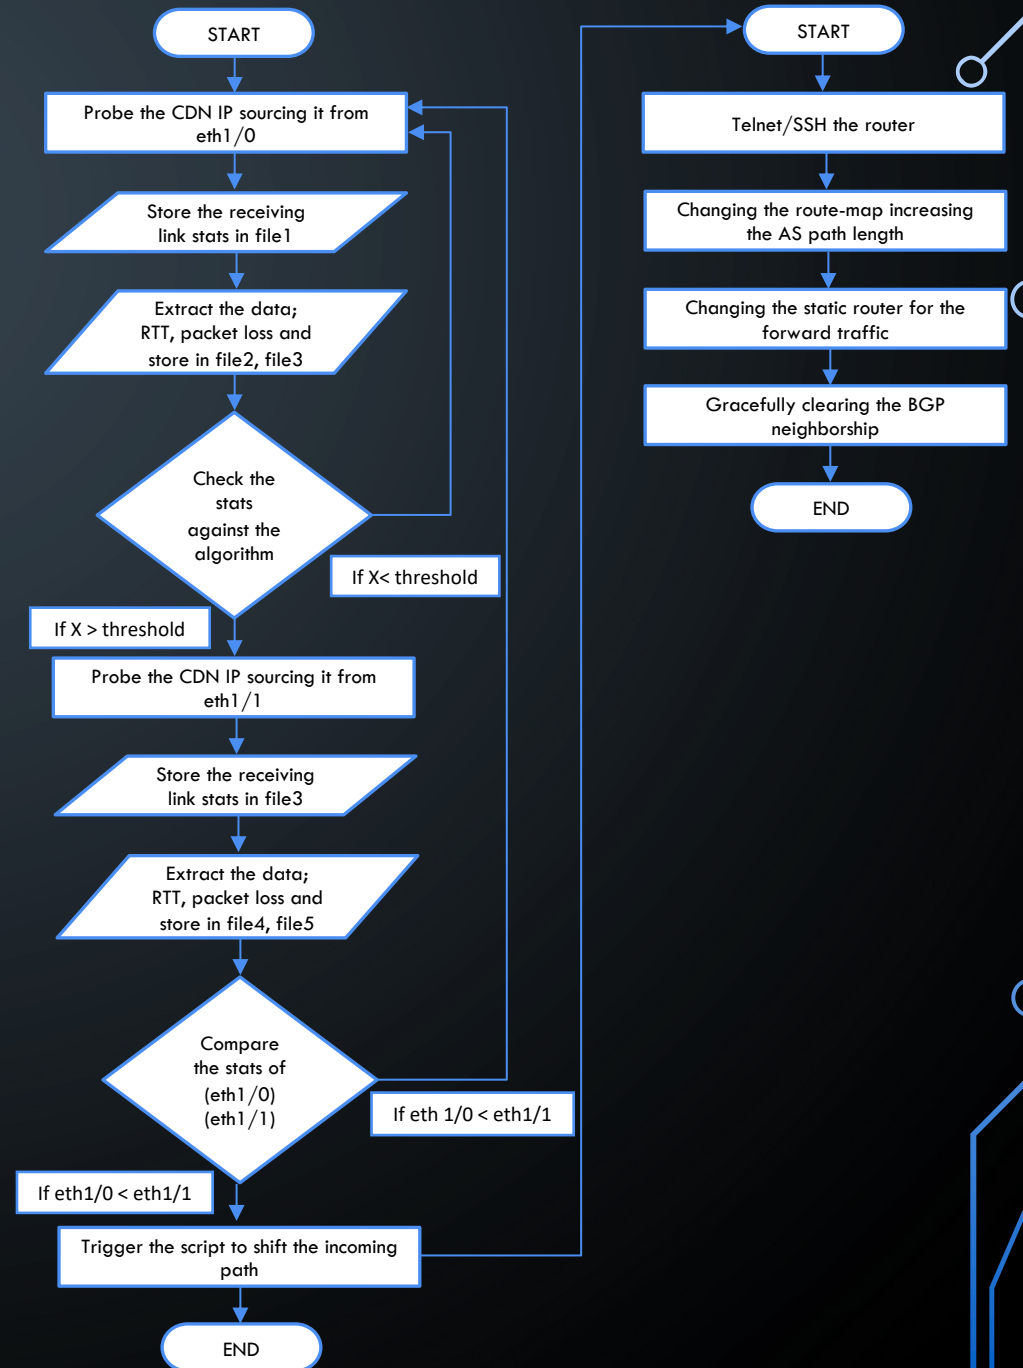 START
Probe the CDN IP sourcing it from
eth1/0
Store the receiving
link stats in file1
Extract the data;
RTT, packet loss and
store in file2, file3
Check the
stats
against the
algorithm
If X< threshold
If X > threshold
Probe the CDN IP sourcing it from
eth1/1
Store the receiving
link stats in file3
Extract the data;
RTT, packet loss and
store in file4, file5
Compare
the stats of
(eth1/0)
(eth1/1)
If eth 1/0 < eth1/1
If eth1/0 < eth1/1
Trigger the script to shift the incoming
path
END
START
Telnet/SSH the router
Changing the route-map increasing
the AS path length
Changing the static router for the
forward traffic
Gracefully clearing the BGP
neighborship
END